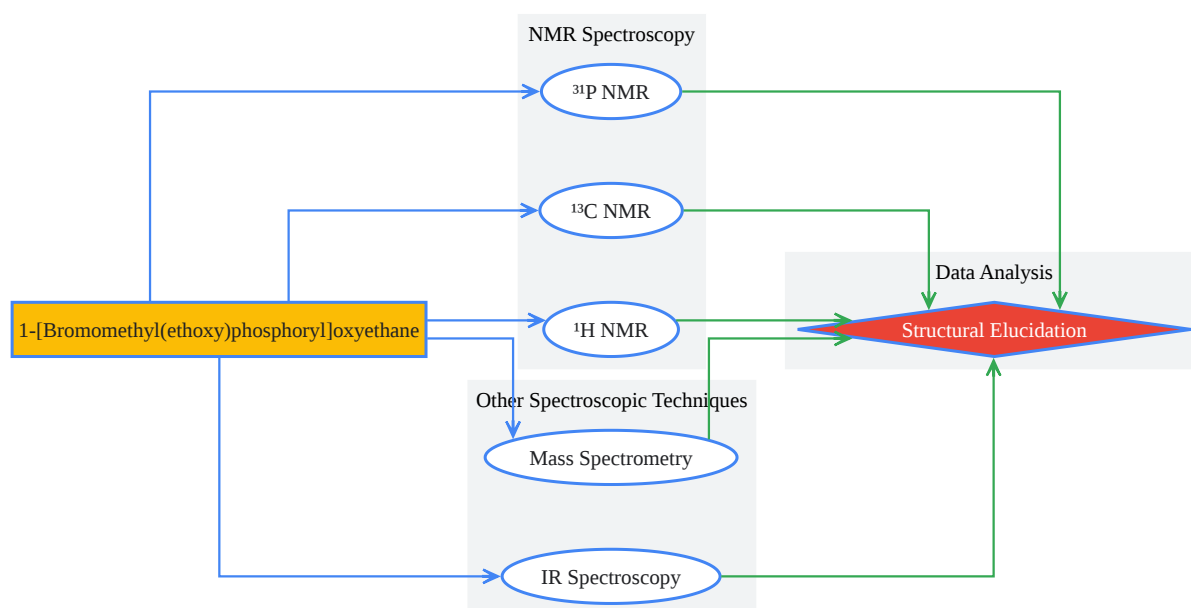 NMR Spectroscopy
³¹P NMR
¹³C NMR
Data Analysis
1-[Bromomethyl(ethoxy)phosphoryl]oxyethane
¹H NMR
Structural Elucidation
Other Spectroscopic Techniques
Mass Spectrometry
IR Spectroscopy